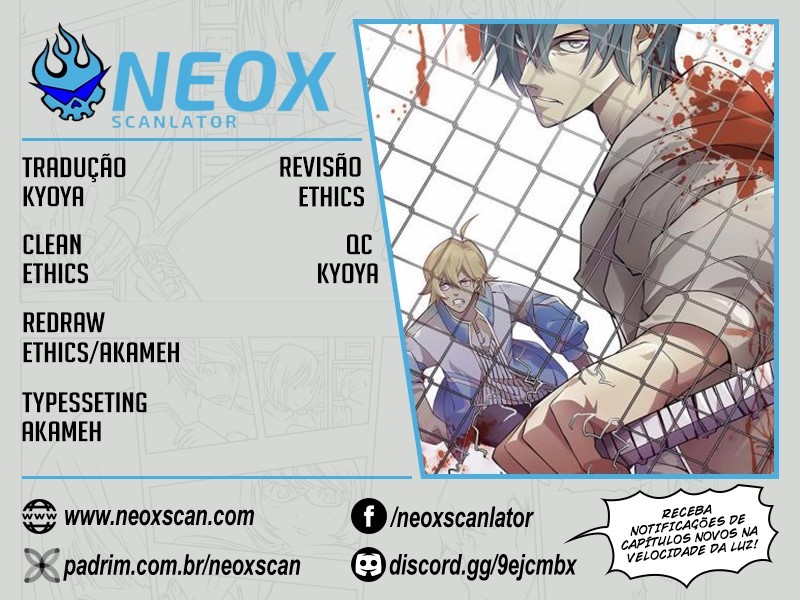 NEOX
SCANLATOR
TRADUÇÃO
KYOYA
REVISÃO
ETHICS
CLEAN
ETHICS
QC
KYOYA
REDRAW
ETHICS/AKAMEH
TYPESSETING
AKAMEH
www.neoxscan.com
/neoxscanlator
padrim.com.br/neoxscan
discord.gg/9ejcmbx
RECEBA
NOTIFICAÇÕES DE
CAPÍTULOS NOVOS NA
VELOCIDADE DA LUZ!